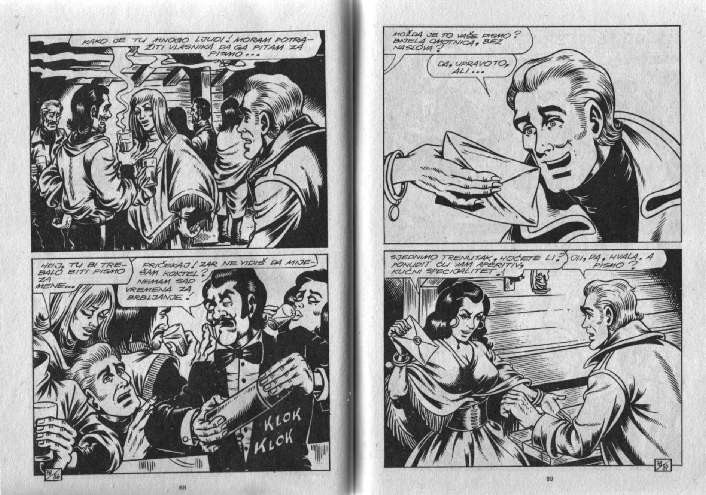 KAKO JE TU MNOGO LJUDI! MORAM POTRA-
ŽITI VLASNIKA DA GA PITAM ZA
PISMO...
HEJ, TU BI TRE-
BALO BITI PISMO
ZA
MENE...
PRIČEKAJ! ZAR NE VIDIŠ DA MIJE-
ŠAM KOKTEL?
NEMAM SAD
VREMENA ZA
BRBLJANJE!
KLOK
KLOK
88
MOŽDA JE TO VAŠE PISMO?
BIJELA OMOTNICA, BEZ
NASLOVA?
DA, UPRAVO TO,
ALI...
SJEDNIMO TRENUTAK, HOĆETE LI?
PONUDIT ĆU VAM APERITIV,
KUĆNI SPECIJALITET!
OH, DA, HVALA. A
PISMO?
89